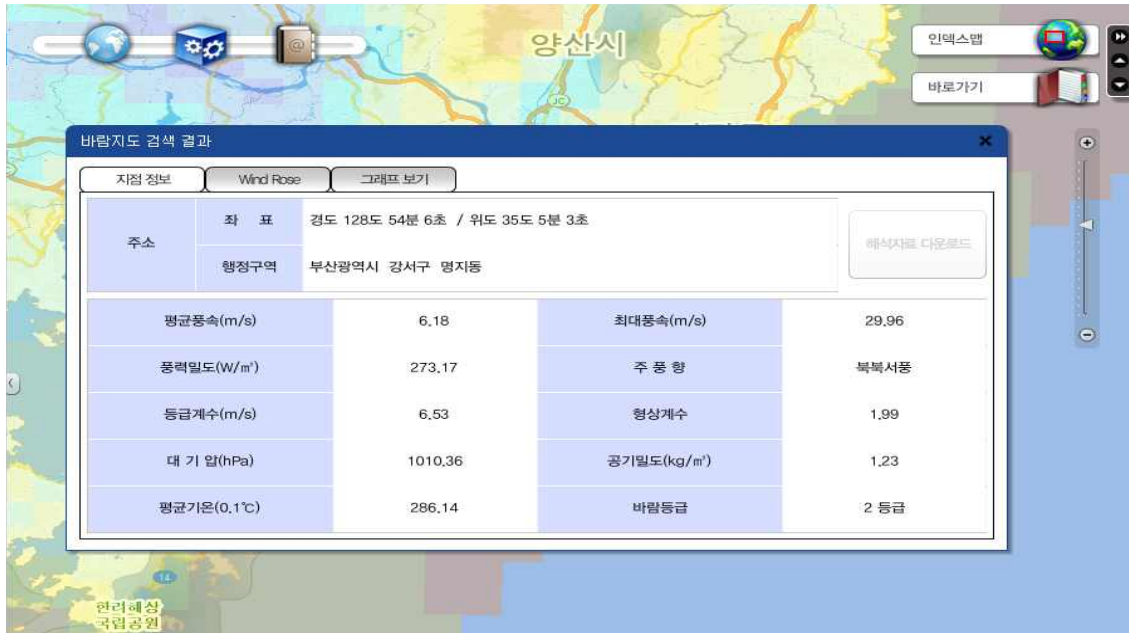 양산시
인덱스맵
바로가기
JC
바람지도 검색 결과
지점 정보 Wind Rose 그래프 보기
주소
좌 표 경도 128도 54분 6초 / 위도 35도 5분 3초
행정구역 부산광역시 강서구 명지동
해석자료 다운로드
평균풍속(m/s) 6.18 최대풍속(m/s) 29.96
풍력밀도(W/㎡) 273.17 주 풍 향 북북서풍
등급계수(m/s) 6.53 형상계수 1.99
대 기 압(hPa) 1010.36 공기밀도(kg/㎥) 1.23
평균기온(0.1℃) 286.14 바람등급 2 등급
14
한려해상
국립공원